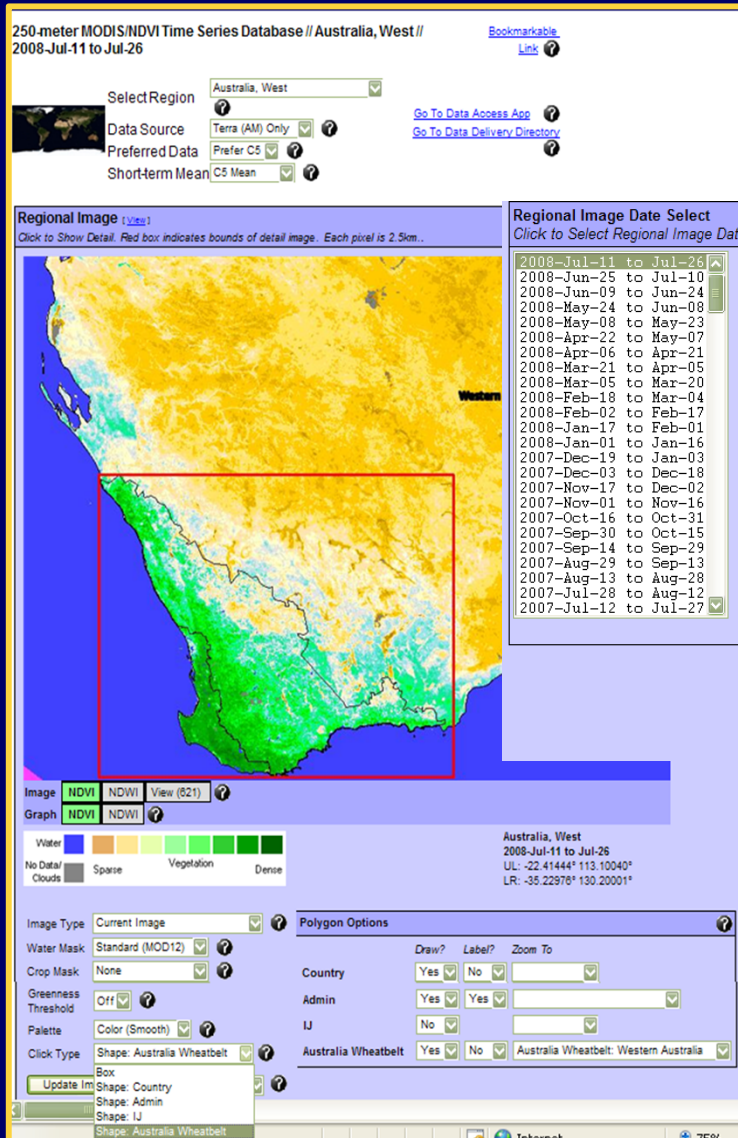 250-meter MODIS/NDVI Time Series Database // Australia, West //
2008-Jul-11 to Jul-26
Bookmarkable
Link
Select Region Australia, West
Data Source Terra (AM) Only
Preferred Data Prefer C5
Short-term Mean C5 Mean
Go To Data Access App
Go To Data Delivery Directory
Regional Image [View]
Click to Show Detail. Red box indicates bounds of detail image. Each pixel is 2.5km..
Western
Regional Image Date Select
Click to Select Regional Image Dat
2008-Jul-11 to Jul-26
2008-Jun-25 to Jul-10
2008-Jun-09 to Jun-24
2008-May-24 to Jun-08
2008-May-08 to May-23
2008-Apr-22 to May-07
2008-Apr-06 to Apr-21
2008-Mar-21 to Apr-05
2008-Mar-05 to Mar-20
2008-Feb-18 to Mar-04
2008-Feb-02 to Feb-17
2008-Jan-17 to Feb-01
2008-Jan-01 to Jan-16
2007-Dec-19 to Jan-03
2007-Dec-03 to Dec-18
2007-Nov-17 to Dec-02
2007-Nov-01 to Nov-16
2007-Oct-16 to Oct-31
2007-Sep-30 to Oct-15
2007-Sep-14 to Sep-29
2007-Aug-29 to Sep-13
2007-Aug-13 to Aug-28
2007-Jul-28 to Aug-12
2007-Jul-12 to Jul-27
Image NDVI NDWI View (621)
Graph NDVI NDWI
Water
No Data/
Clouds
Sparse Vegetation Dense
Australia, West
2008-Jul-11 to Jul-26
UL: -22.41444° 113.10040°
LR: -35.22976° 130.20001°
Image Type Current Image
Water Mask Standard (MOD12)
Crop Mask None
Greenness
Threshold Off
Palette Color (Smooth)
Click Type Shape: Australia Wheatbelt
Update Im
Box
Shape: Country
Shape: Admin
Shape: IJ
Shape: Australia Wheatbelt
Polygon Options
Draw? Label? Zoom To
Country Yes No
Admin Yes Yes
IJ No
Australia Wheatbelt Yes No Australia Wheatbelt: Western Australia
Internet
75%